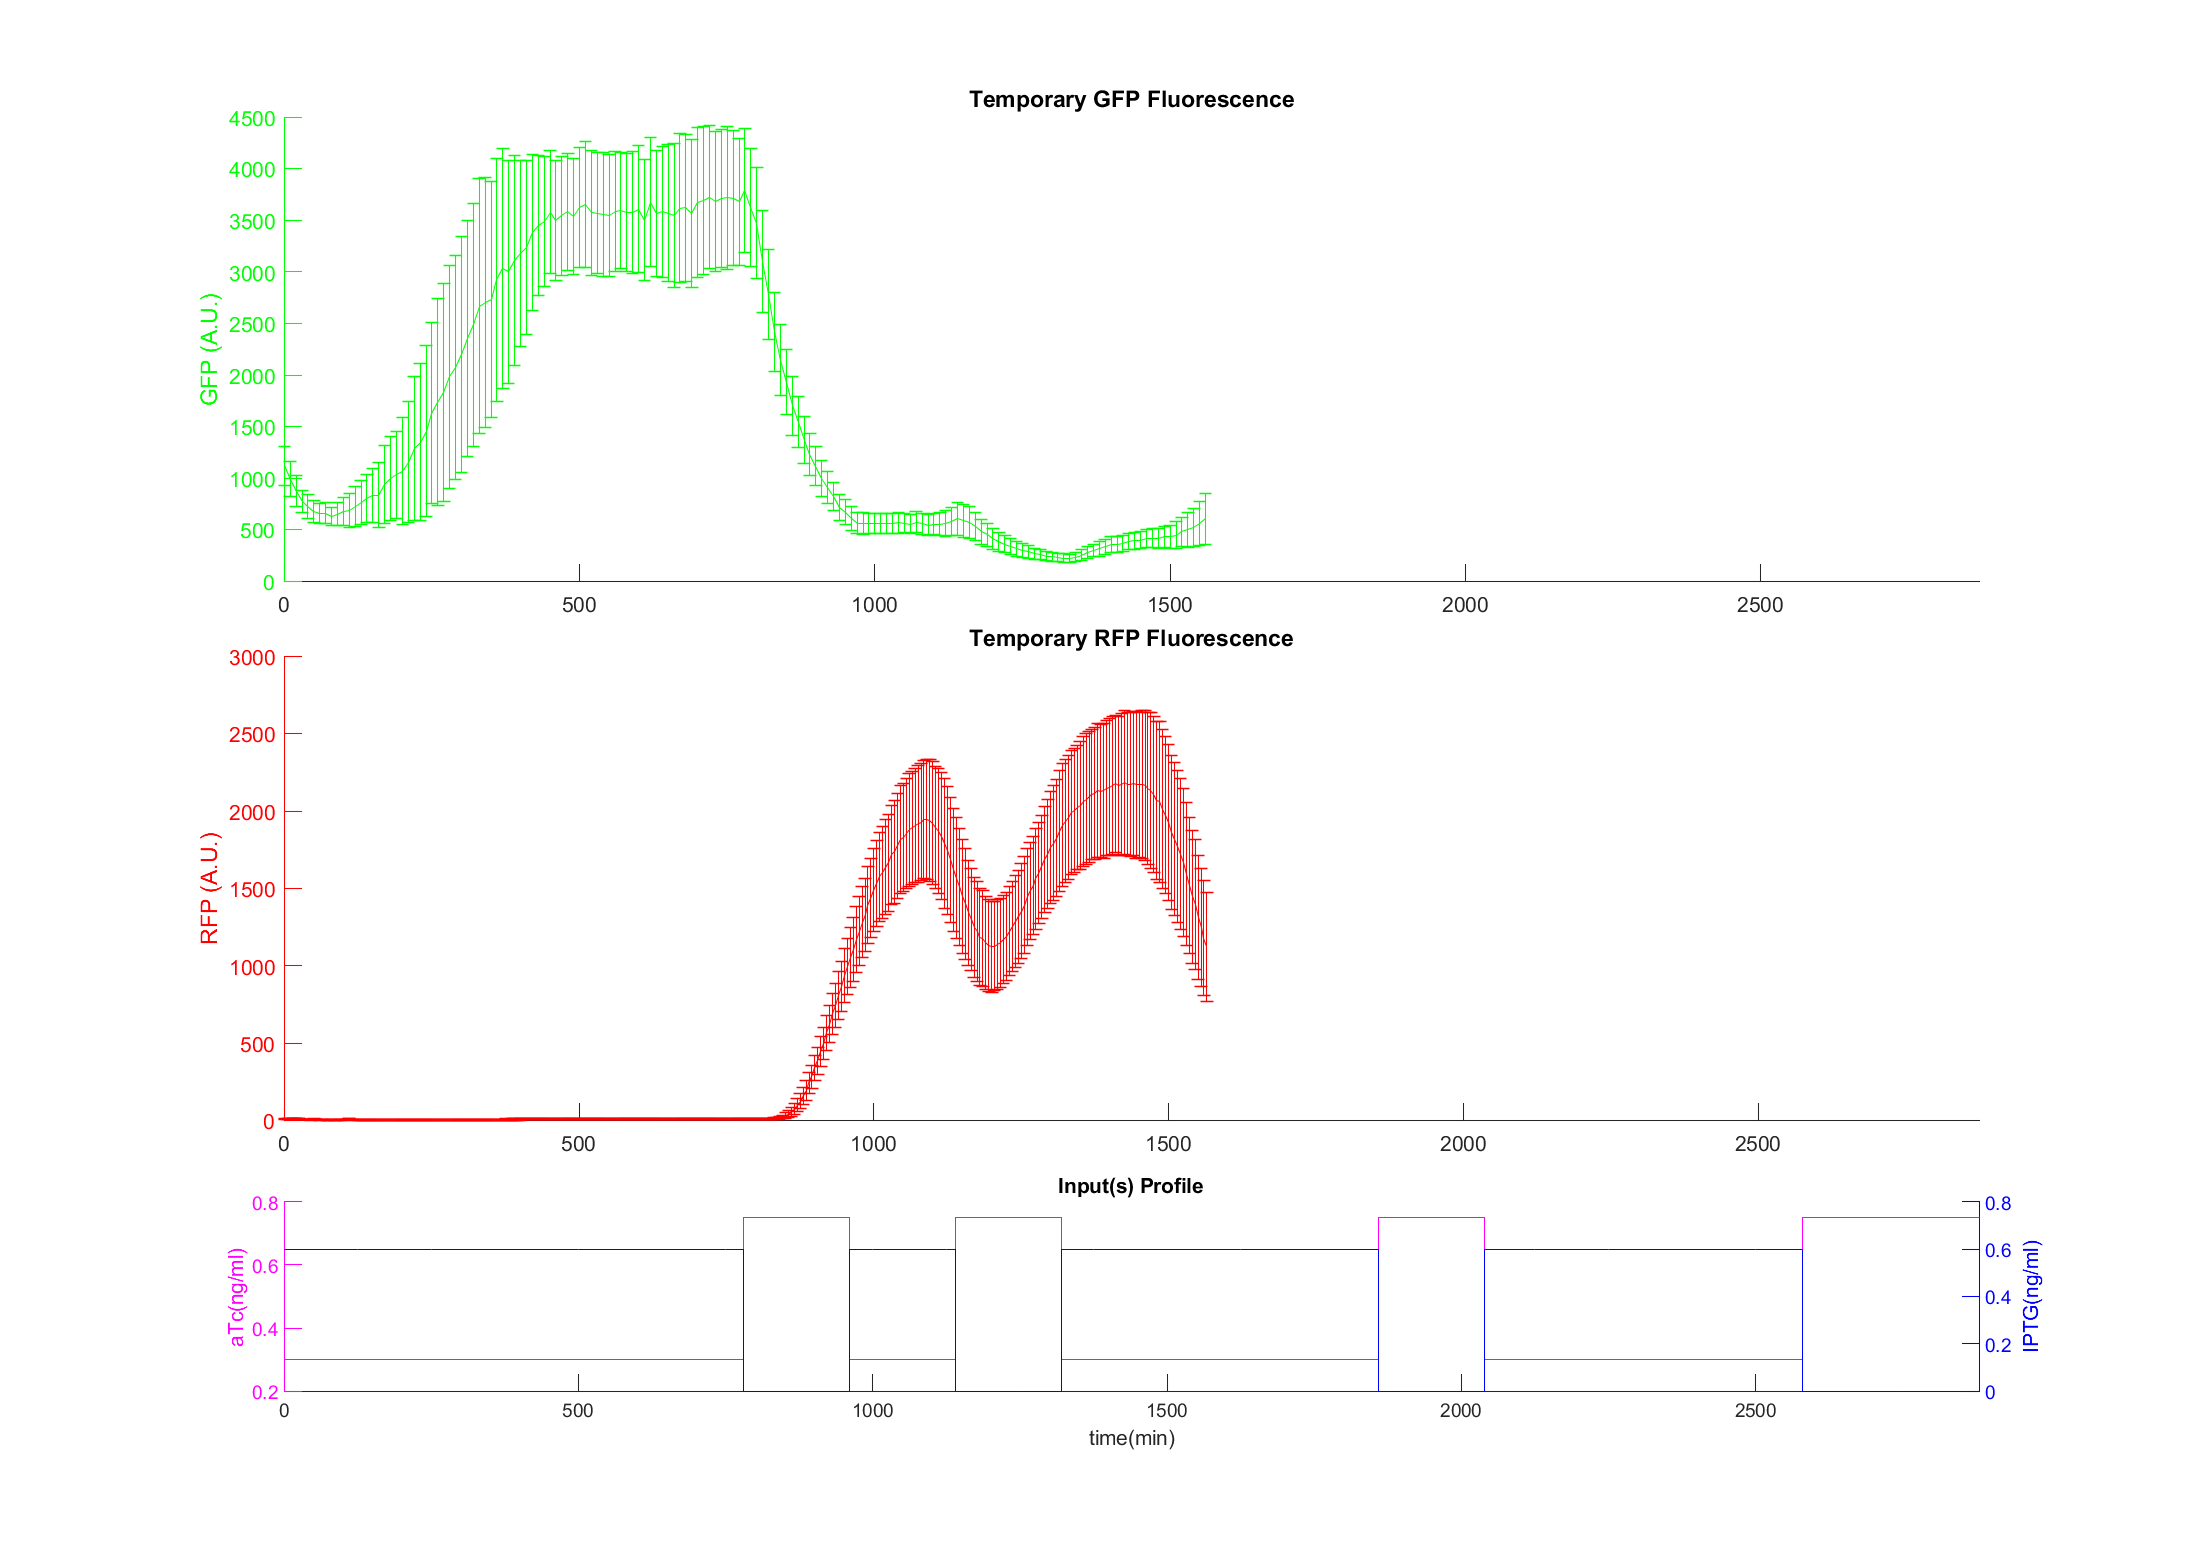 Temporary GFP Fluorescence
GFP (A.U.)
4500
4000
3500
3000
2500
2000
1500
1000
500
0
0 500 1000 1500 2000 2500
Temporary RFP Fluorescence
RFP (A.U.)
3000
2500
2000
1500
1000
500
0
0 500 1000 1500 2000 2500
Input(s) Profile
aTc(ng/ml)
0.8
0.6
0.4
0.2
IPTG(ng/ml)
0.8
0.6
0.4
0.2
0
0 500 1000 1500 2000 2500
time(min)